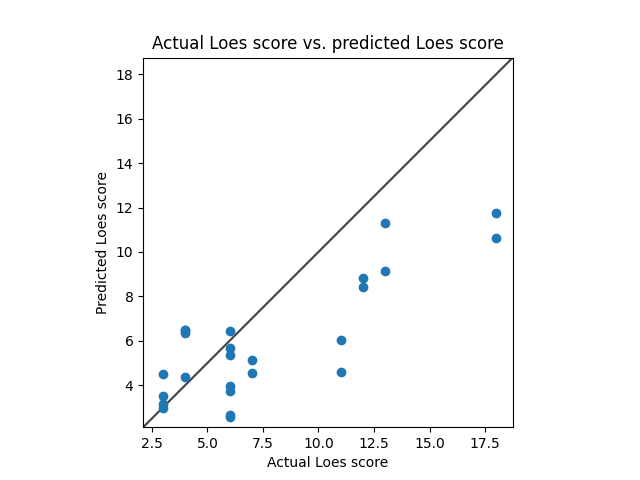 Actual Loes score vs. predicted Loes score
18
16
14
12
10
8
6
4
Predicted Loes score
2.5 5.0 7.5 10.0 12.5 15.0 17.5
Actual Loes score